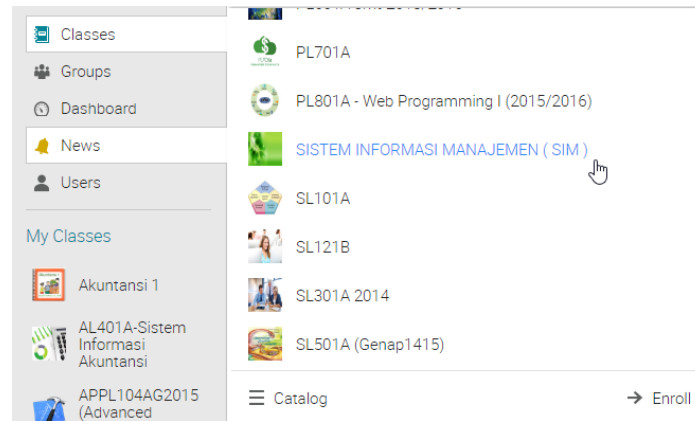 Classes
Groups
Dashboard
News
Users
My Classes
Akuntansi 1
AL401A-Sistem
Informasi
Akuntansi
APPL104AG2015
(Advanced
PL701A
PL801A - Web Programming I (2015/2016)
SISTEM INFORMASI MANAJEMEN ( SIM )
SL101A
SL121B
SL301A 2014
SL501A (Genap1415)
Catalog
Enroll